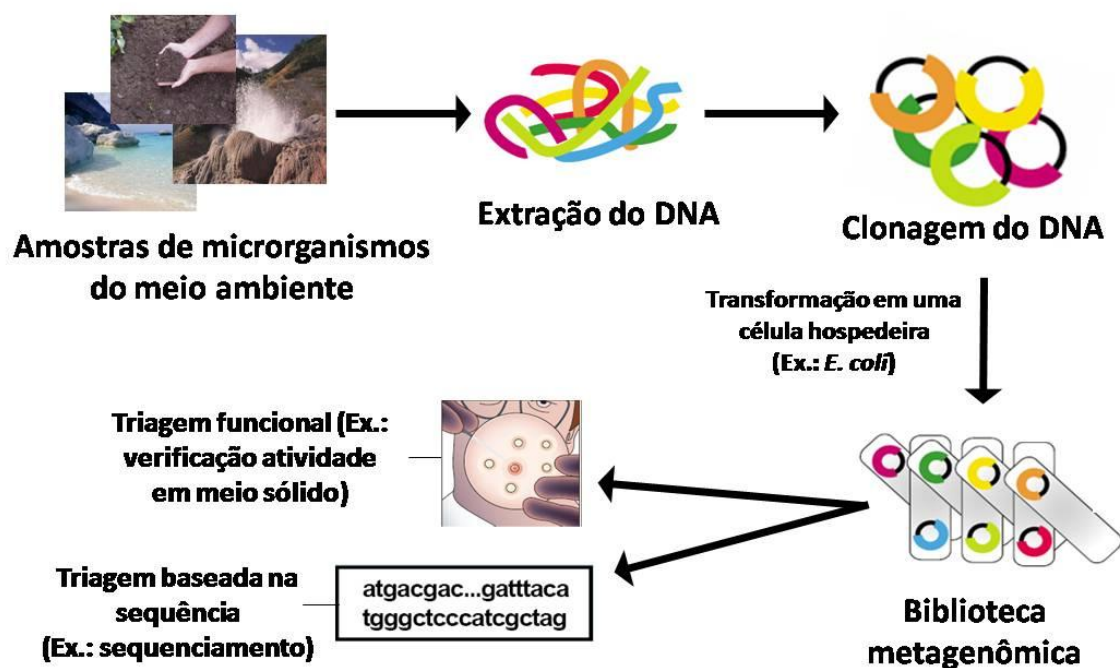 Amostras de microrganismos
do meio ambiente
Extração do DNA
Clonagem do DNA
Transformação em uma
célula hospedeira
(Ex.: E. coli)
Biblioteca
metagenômica
Triagem funcional (Ex.:
verificação atividade
em meio sólido)
Triagem baseada na
sequência
(Ex.: sequenciamento)
atgacgac...gatttaca
tgggctcccatcgctag